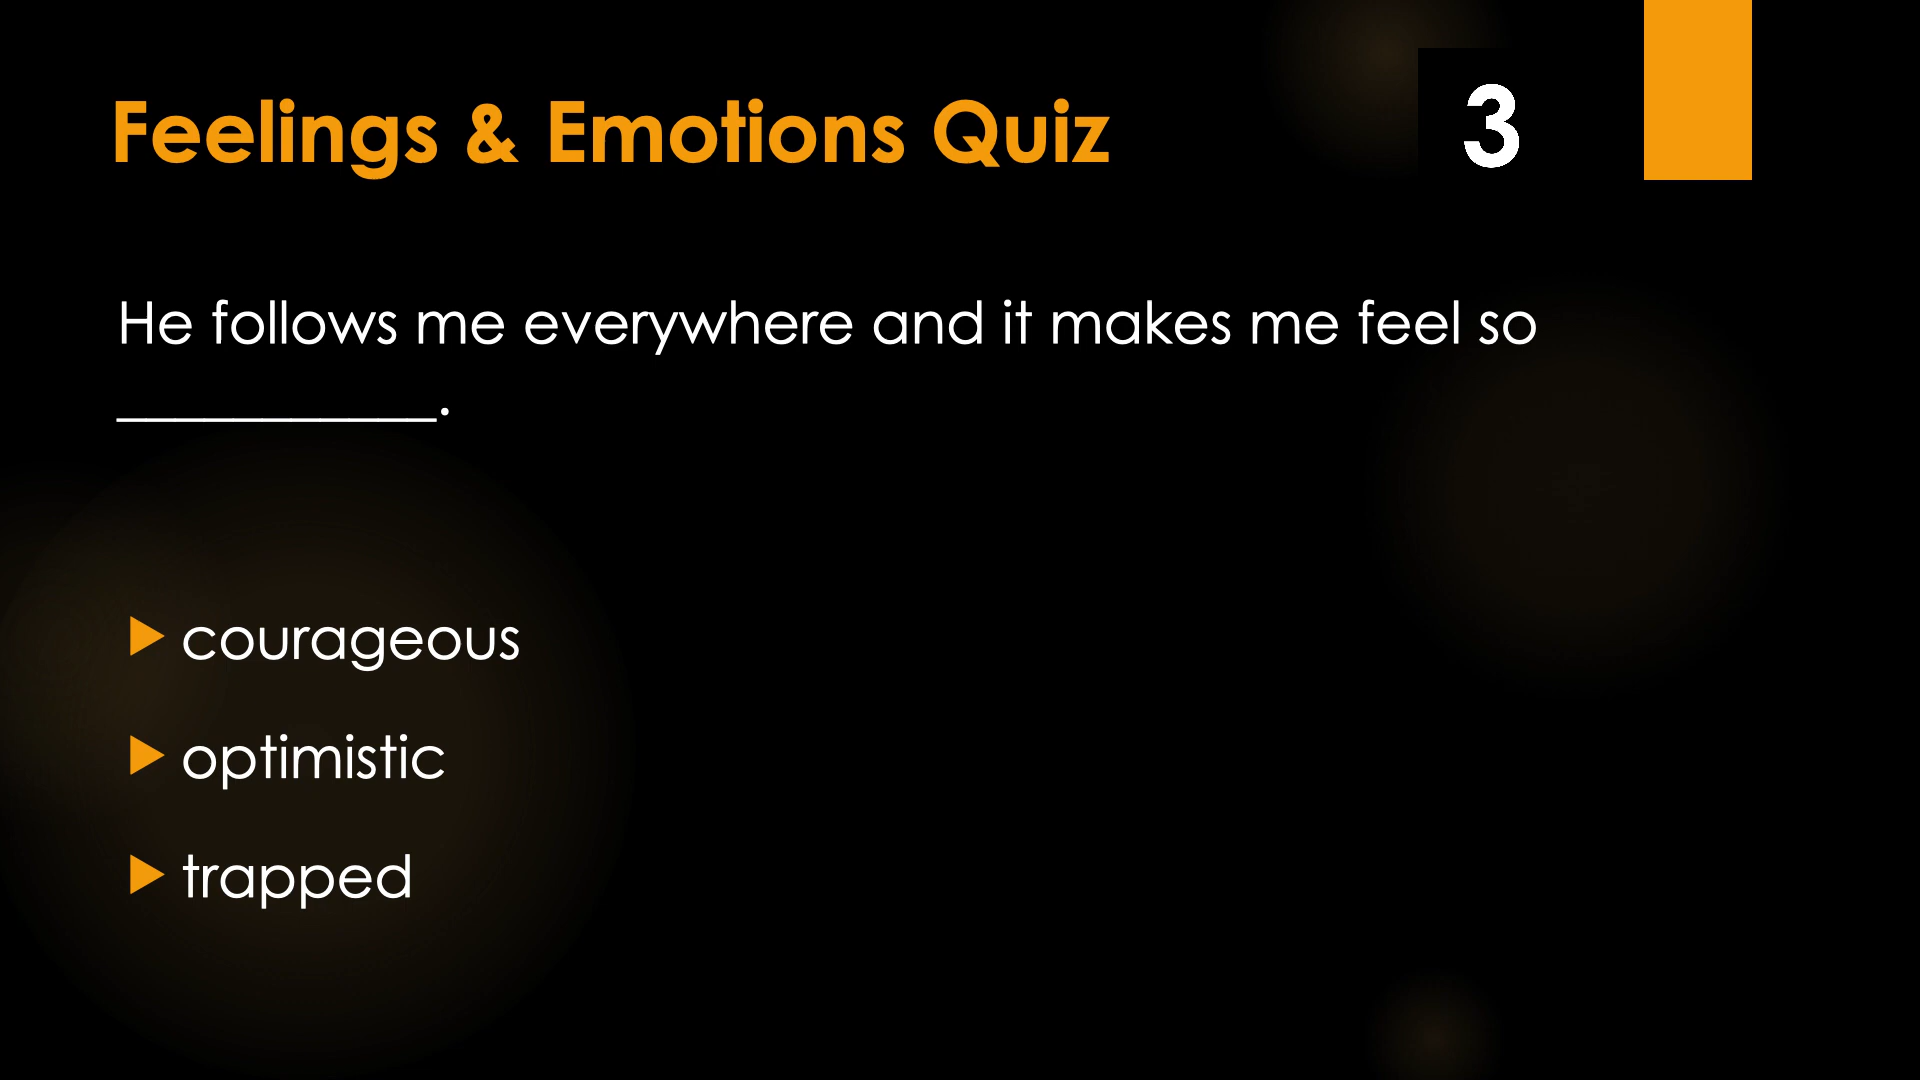 Feelings & Emotions Quiz
3
He follows me everywhere and it makes me feel so
___________.
courageous
optimistic
trapped